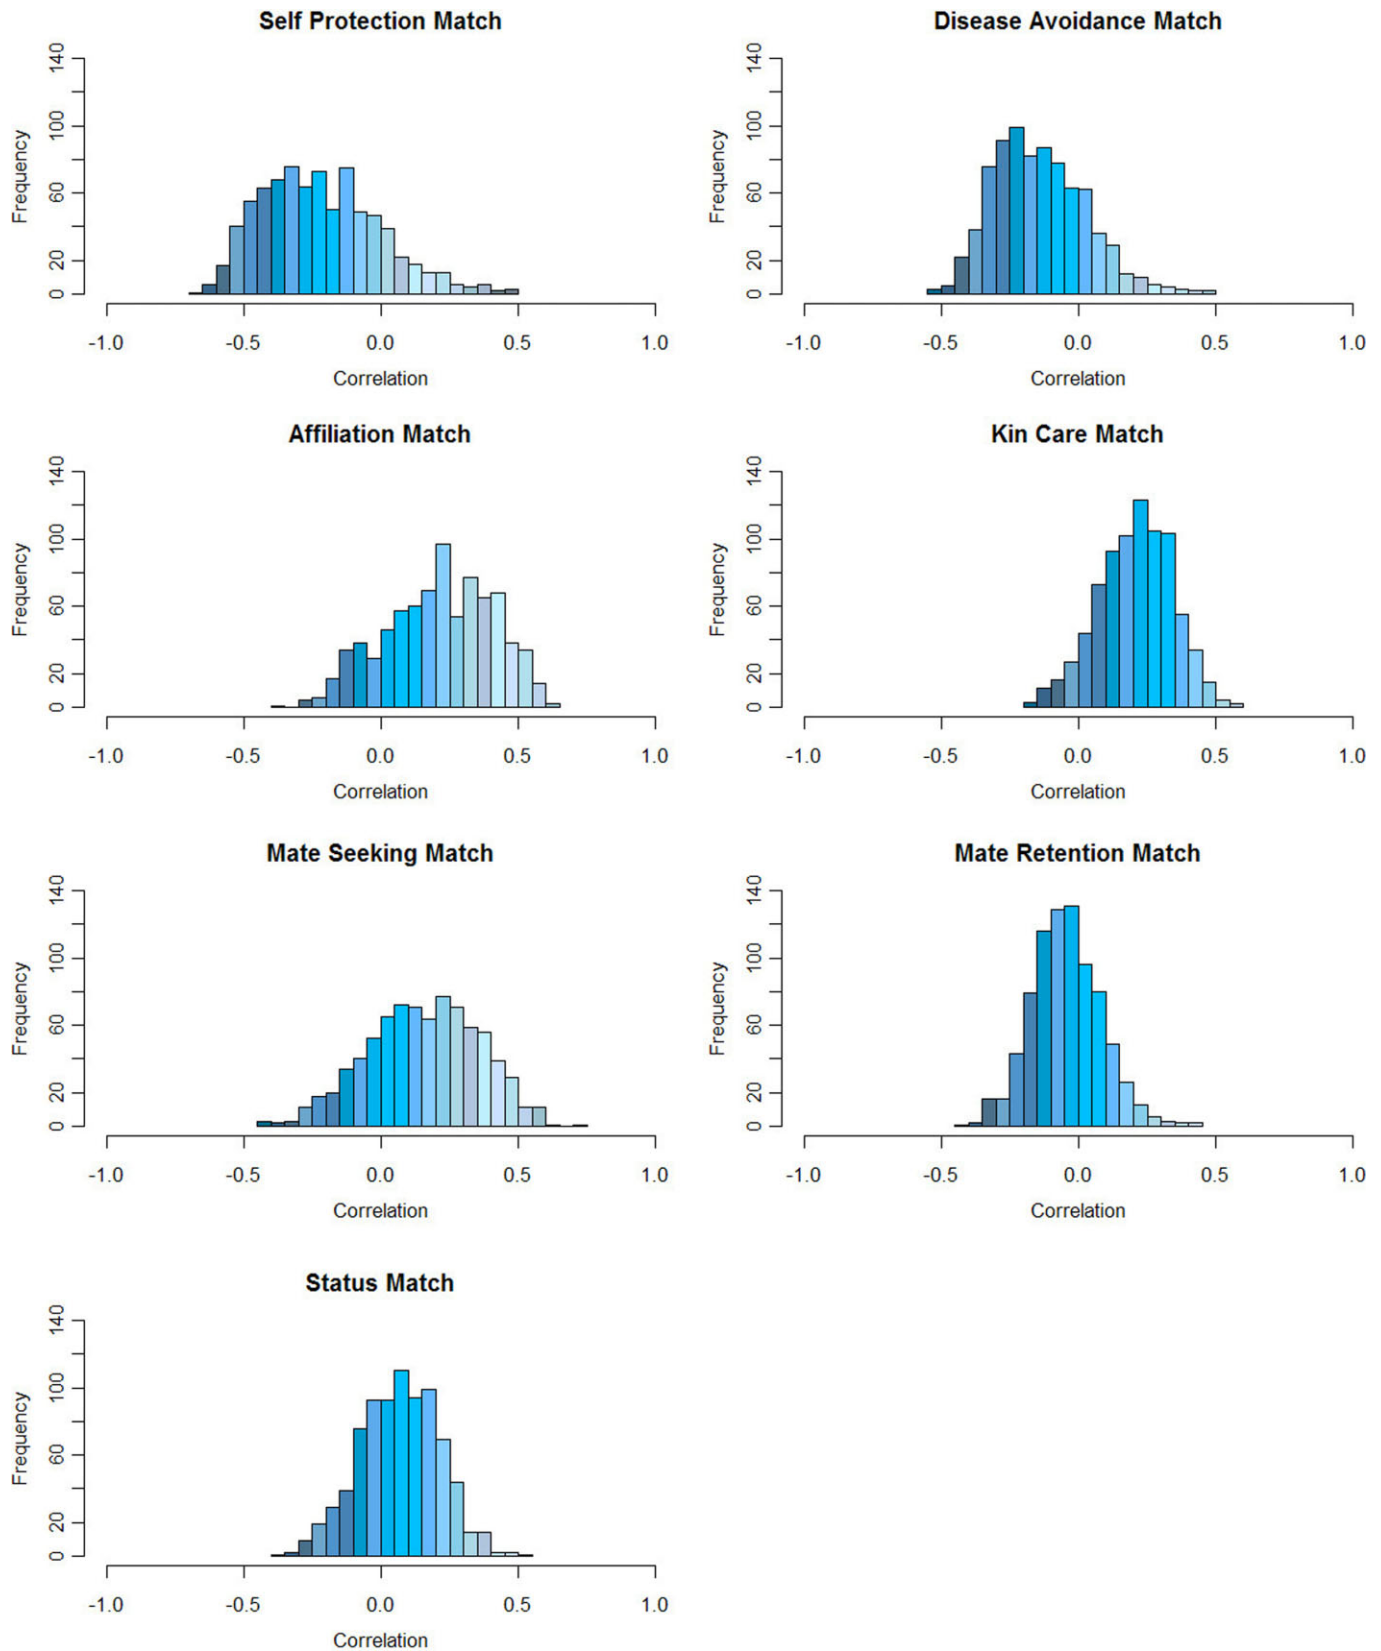 Self Protection Match
Frequency
0 20 60 100 140
-1.0 -0.5 0.0 0.5 1.0
Correlation
Disease Avoidance Match
Frequency
0 20 60 100 140
-1.0 -0.5 0.0 0.5 1.0
Correlation
Affiliation Match
Frequency
0 20 60 100 140
-1.0 -0.5 0.0 0.5 1.0
Correlation
Kin Care Match
Frequency
0 20 60 100 140
-1.0 -0.5 0.0 0.5 1.0
Correlation
Mate Seeking Match
Frequency
0 20 60 100 140
-1.0 -0.5 0.0 0.5 1.0
Correlation
Mate Retention Match
Frequency
0 20 60 100 140
-1.0 -0.5 0.0 0.5 1.0
Correlation
Status Match
Frequency
0 20 60 100 140
-1.0 -0.5 0.0 0.5 1.0
Correlation